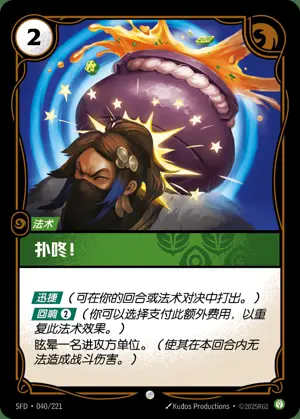 2
法术
扑咚！
迅捷（可在你的回合或法术对决中打出。）
回响 2（你可以选择支付此额外费用，以重
复此法术效果。）
眩晕一名进攻方单位。（使其在本回合内无
法造成战斗伤害。）
SFD • 040/221
Kudos Productions • ©2025RGI